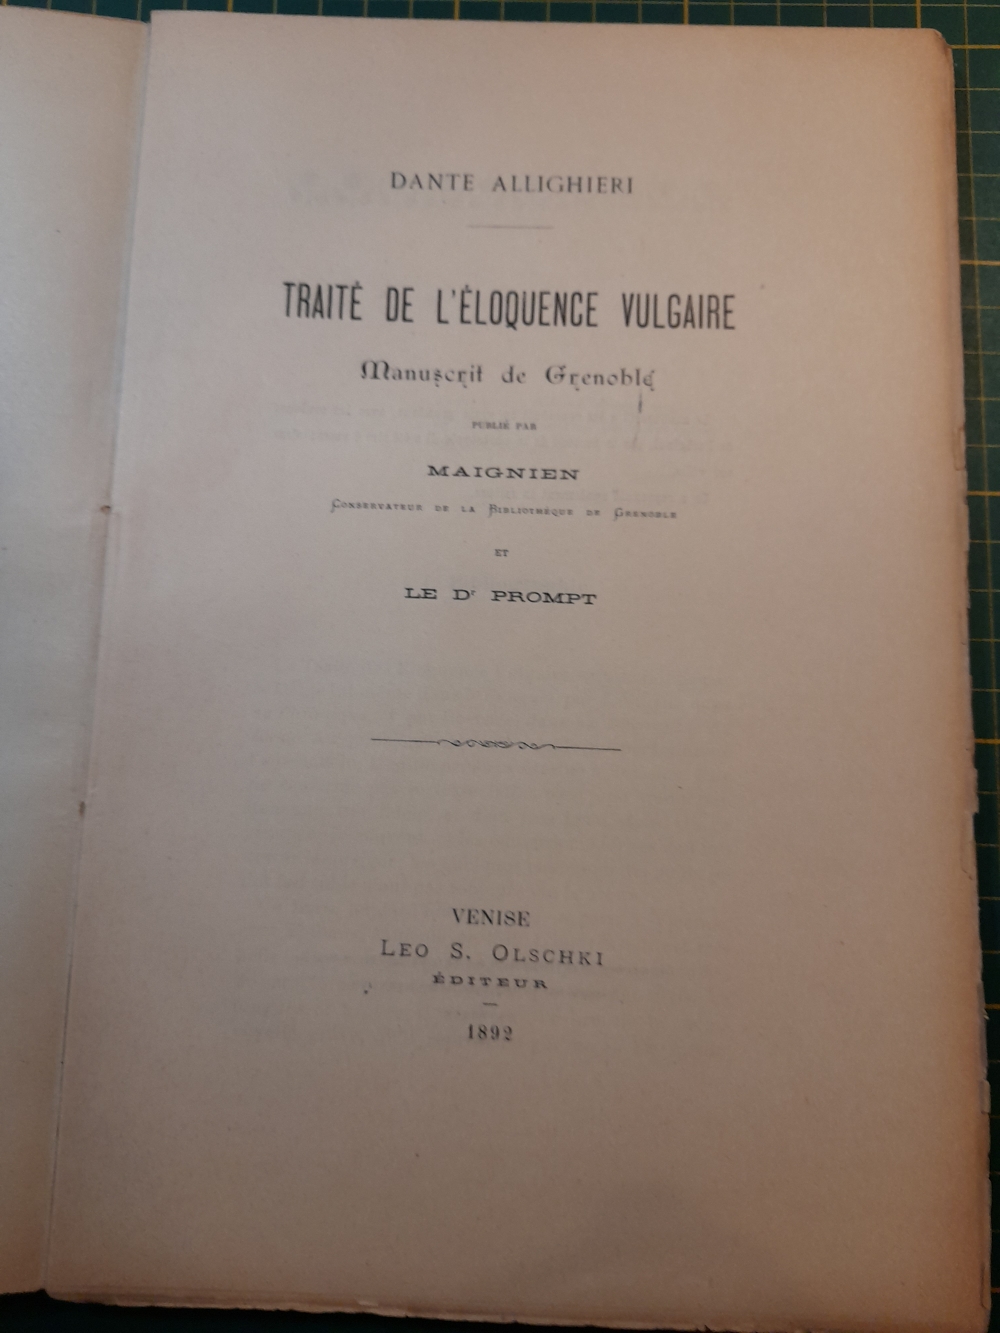 DANTE ALLIGHIERI
TRAITÉ DE L'ÉLOQUENCE VULGAIRE
Manuscrit de Grenoble
PUBLIÉ PAR
MAIGNIEN
CONSERVATEUR DE LA BIBLIOTHÈQUE DE GRENOBLE
ET
LE Dr PROMPT
VENISE
LEO S. OLSCHKI
ÉDITEUR
1892